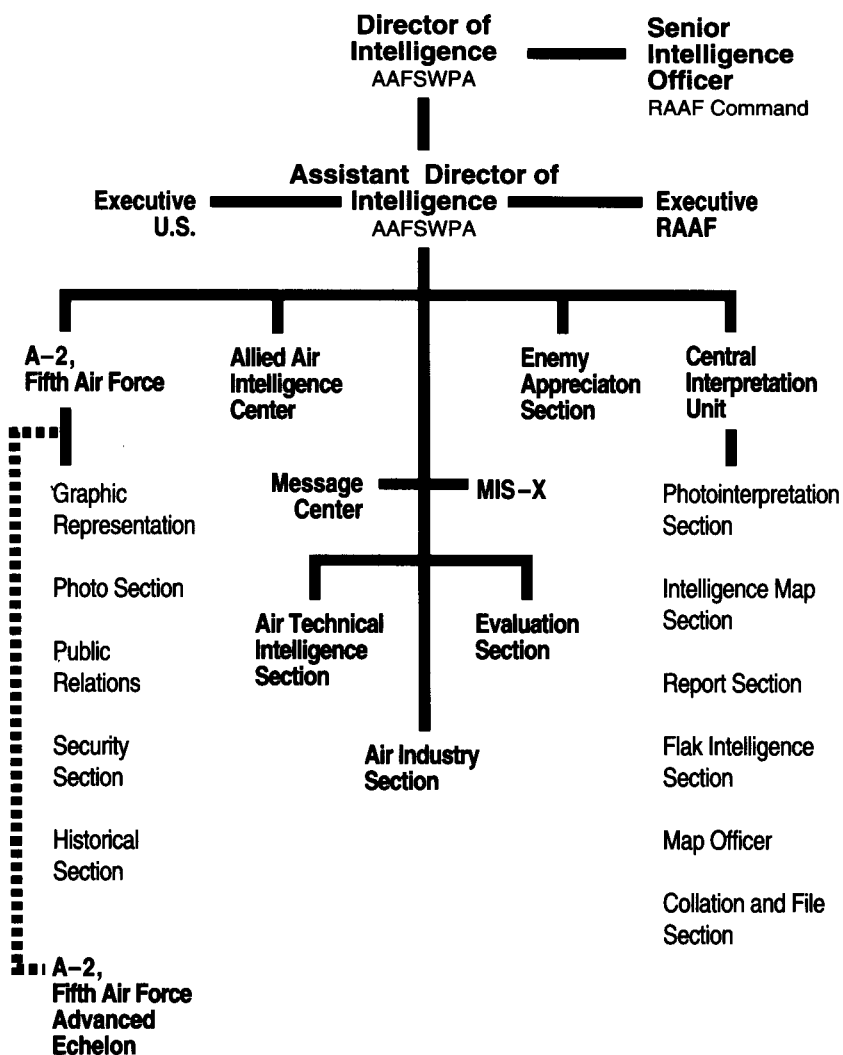 Director of
Intelligence
AAFSWPA
Senior
Intelligence
Officer
RAAF Command
Assistant Director of
Intelligence
AAFSWPA
Executive
U.S.
Executive
RAAF
A–2,
Fifth Air Force
Allied Air
Intelligence
Center
Enemy
Appreciaton
Section
Central
Interpretation
Unit
Message
Center
MIS–X
Air Technical
Intelligence
Section
Evaluation
Section
Air Industry
Section
Graphic
Representation
Photo Section
Public
Relations
Security
Section
Historical
Section
Photointerpretation
Section
Intelligence Map
Section
Report Section
Flak Intelligence
Section
Map Officer
Collation and File
Section
A–2,
Fifth Air Force
Advanced
Echelon